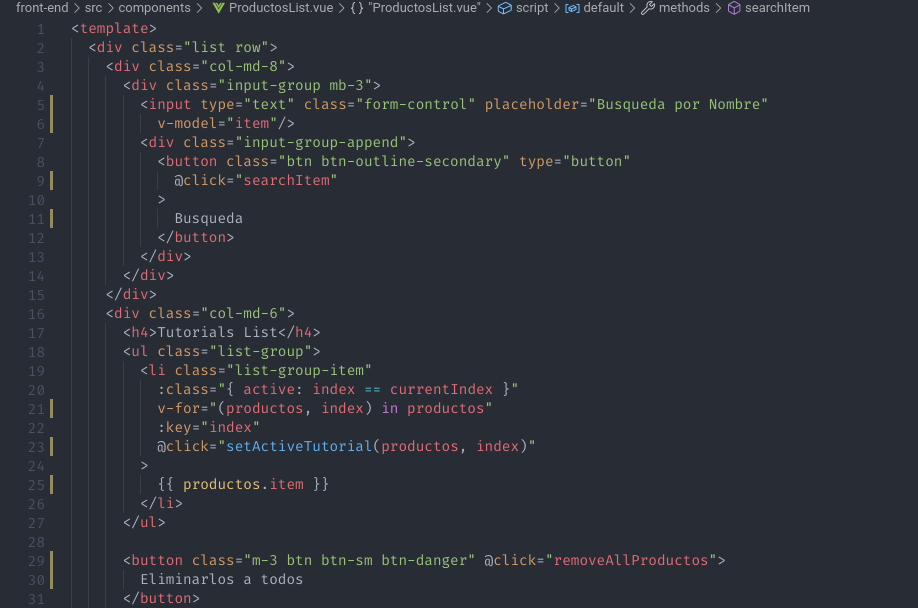 front-end > src > components > ProductosList.vue > {} "ProductosList.vue" > script > default > methods > searchItem
1 <template>
2 <div class="list row">
3 <div class="col-md-8">
4 <div class="input-group mb-3">
5 <input type="text" class="form-control" placeholder="Busqueda por Nombre"
6 v-model="item"/>
7 <div class="input-group-append">
8 <button class="btn btn-outline-secondary" type="button"
9 @click="searchItem"
10 >
11 Busqueda
12 </button>
13 </div>
14 </div>
15 </div>
16 <div class="col-md-6">
17 <h4>Tutorials List</h4>
18 <ul class="list-group">
19 <li class="list-group-item"
20 :class="{ active: index == currentIndex }"
21 v-for="(productos, index) in productos"
22 :key="index"
23 @click="setActiveTutorial(productos, index)"
24 >
25 {{ productos.item }}
26 </li>
27 </ul>
28
29 <button class="m-3 btn btn-sm btn-danger" @click="removeAllProductos">
30 Eliminarlos a todos
31 </button>